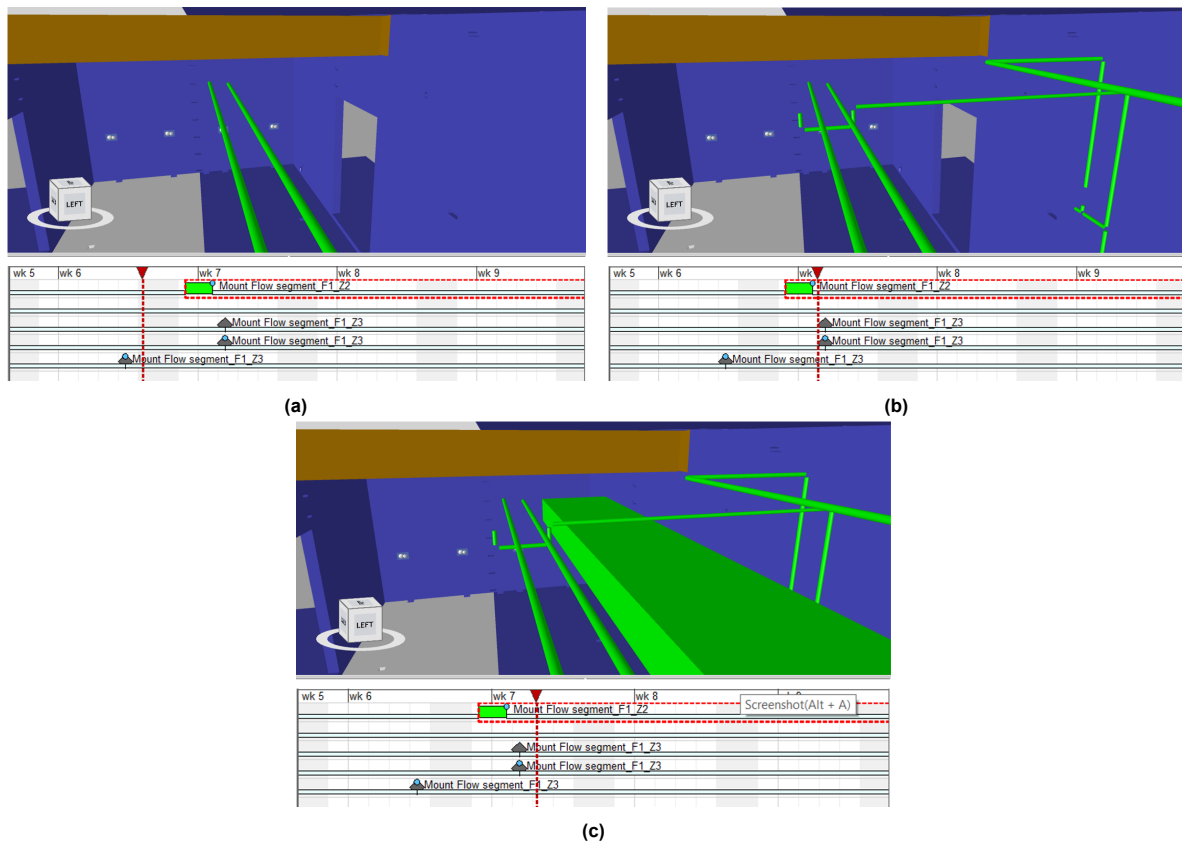 LEFT
wk 5 wk 6 wk 7 wk 8 wk 9
Mount Flow segment_F1_Z2
Mount Flow segment_F1_Z3
Mount Flow segment_F1_Z3
Mount Flow segment_F1_Z3
(a)
LEFT
wk 5 wk 6 wk wk 8 wk 9
Mount Flow segment_F1_Z2
Mount Flow segment_F1_Z3
Mount Flow segment_F1_Z3
Mount Flow segment_F1_Z3
(b)
LEFT
wk 5 wk 6 wk 7 wk 8
Mount Flow segment_F1_Z2
Screenshot(Alt + A)
Mount Flow segment_F1_Z3
Mount Flow segment_F1_Z3
Mount Flow segment_F1_Z3
(c)